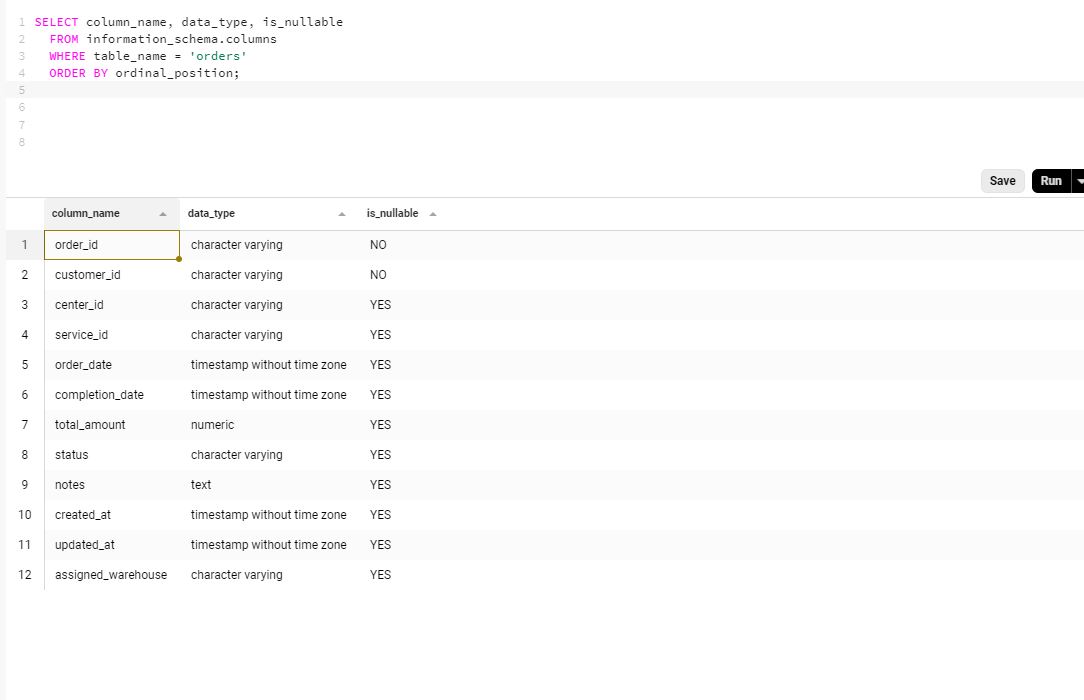 1 SELECT column_name, data_type, is_nullable
2 FROM information_schema.columns
3 WHERE table_name = 'orders'
4 ORDER BY ordinal_position;
5
6
7
8
Save Run
column_name data_type is_nullable
1 order_id character varying NO
2 customer_id character varying NO
3 center_id character varying YES
4 service_id character varying YES
5 order_date timestamp without time zone YES
6 completion_date timestamp without time zone YES
7 total_amount numeric YES
8 status character varying YES
9 notes text YES
10 created_at timestamp without time zone YES
11 updated_at timestamp without time zone YES
12 assigned_warehouse character varying YES